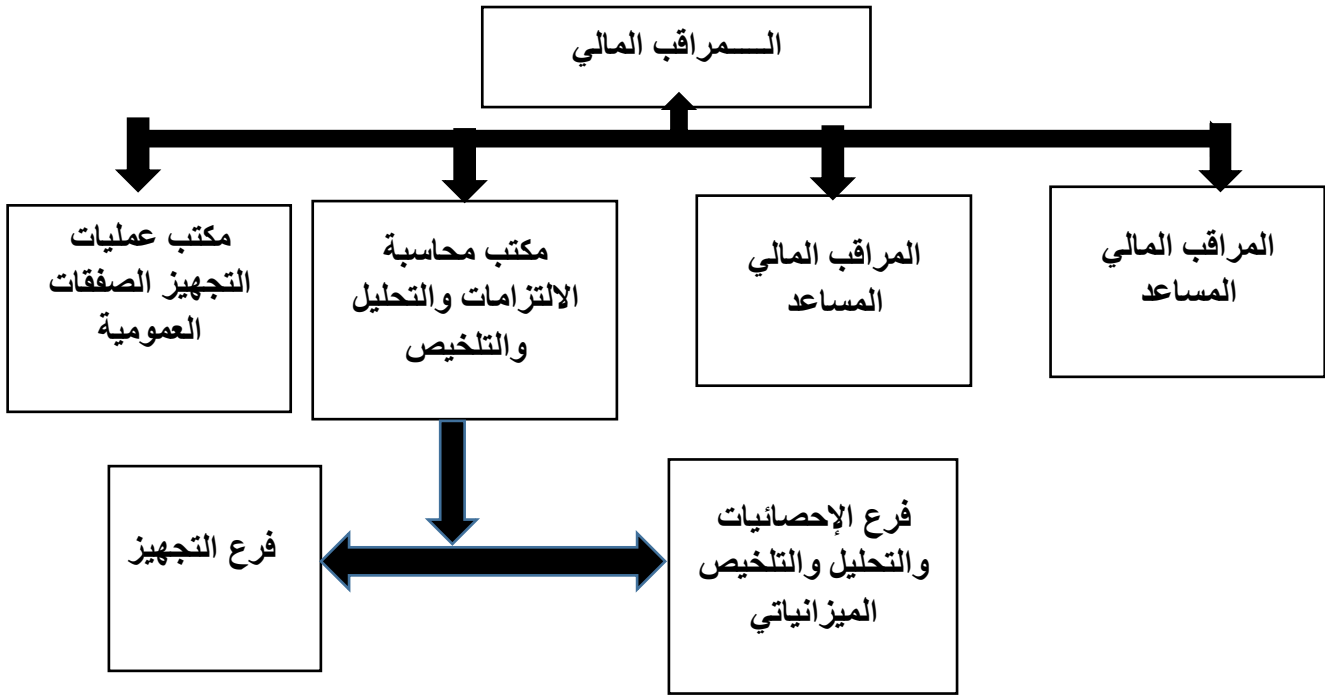 الـــــمراقب المالي
المراقب المالي
المساعد
المراقب المالي
المساعد
مكتب محاسبة
الالتزامات والتحليل
والتلخيص
مكتب عمليات
التجهيز الصفقات
العمومية
فرع الإحصائيات
والتحليل والتلخيص
الميزانياتي
فرع التجهيز